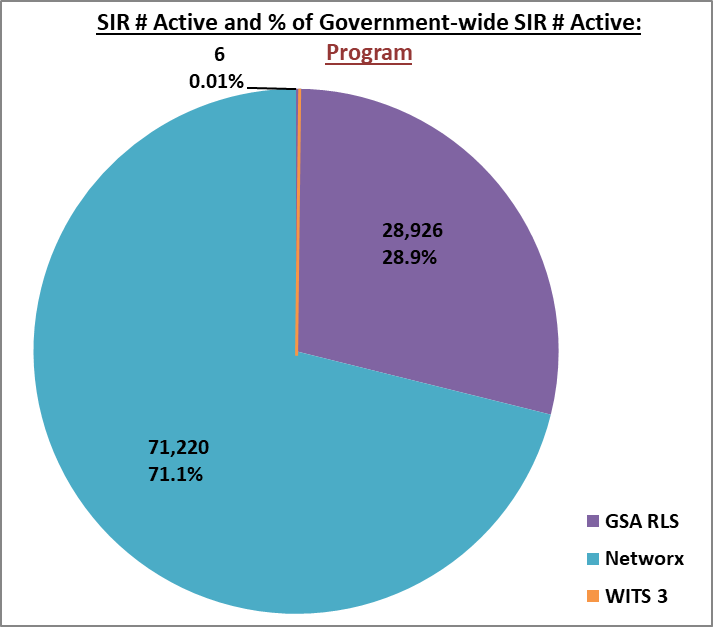 SIR # Active and % of Government-wide SIR # Active:
Program
6
0.01%
28,926
28.9%
71,220
71.1%
GSA RLS
Networx
WITS 3